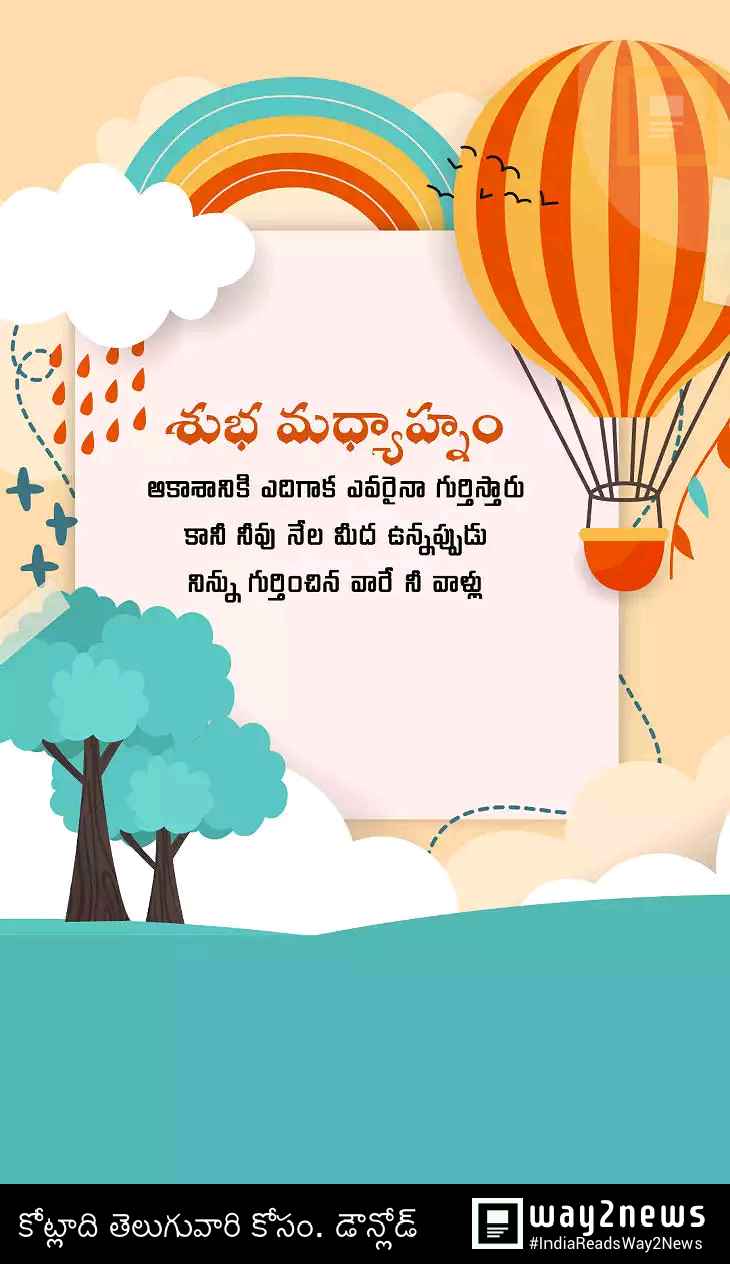 శుభ మధ్యాహ్నం
ఆకాశానికి ఎదిగాక ఎవరైనా గుర్తిస్తారు
కానీ నీవు నేల మీద ఉన్నప్పుడు
నిన్ను గుర్తించిన వారే నీ వాళ్లు
కోట్లాది తెలుగువారి కోసం. డౌన్లోడ్
way2news
#IndiaReadsWay2News